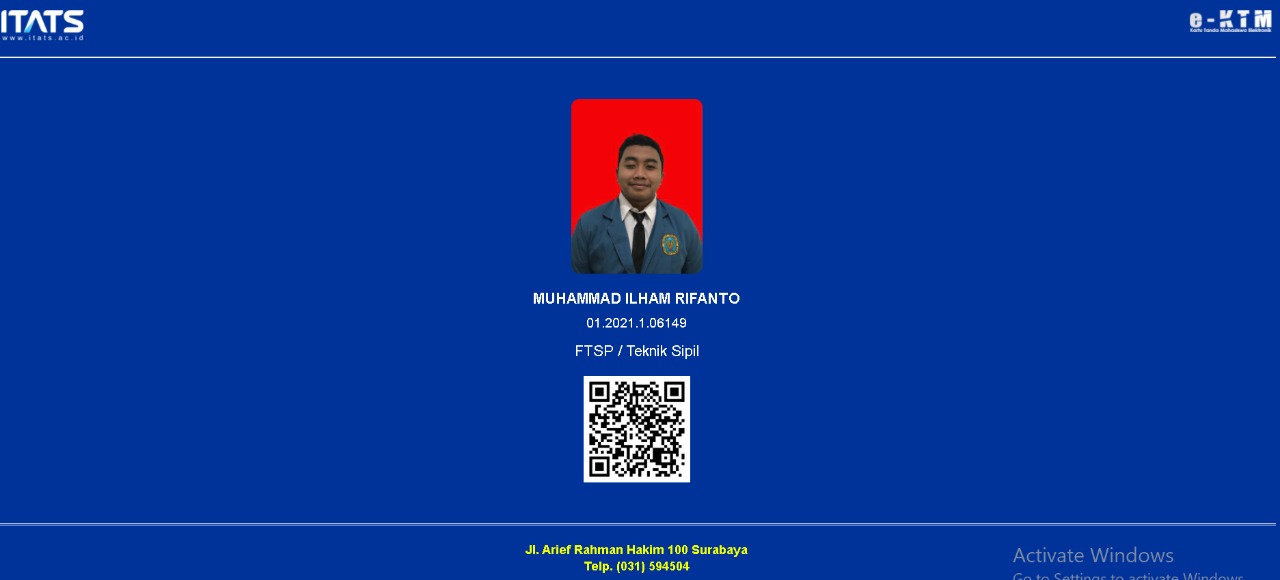 ITATS
www.itats.ac.id
e-KTM
Kartu Tanda Mahasiswa Elektronik
MUHAMMAD ILHAM RIFANTO
01.2021.1.06149
FTSP / Teknik Sipil
Jl. Arief Rahman Hakim 100 Surabaya
Telp. (031) 594504
Activate Windows
Go to Settings to activate Windows.